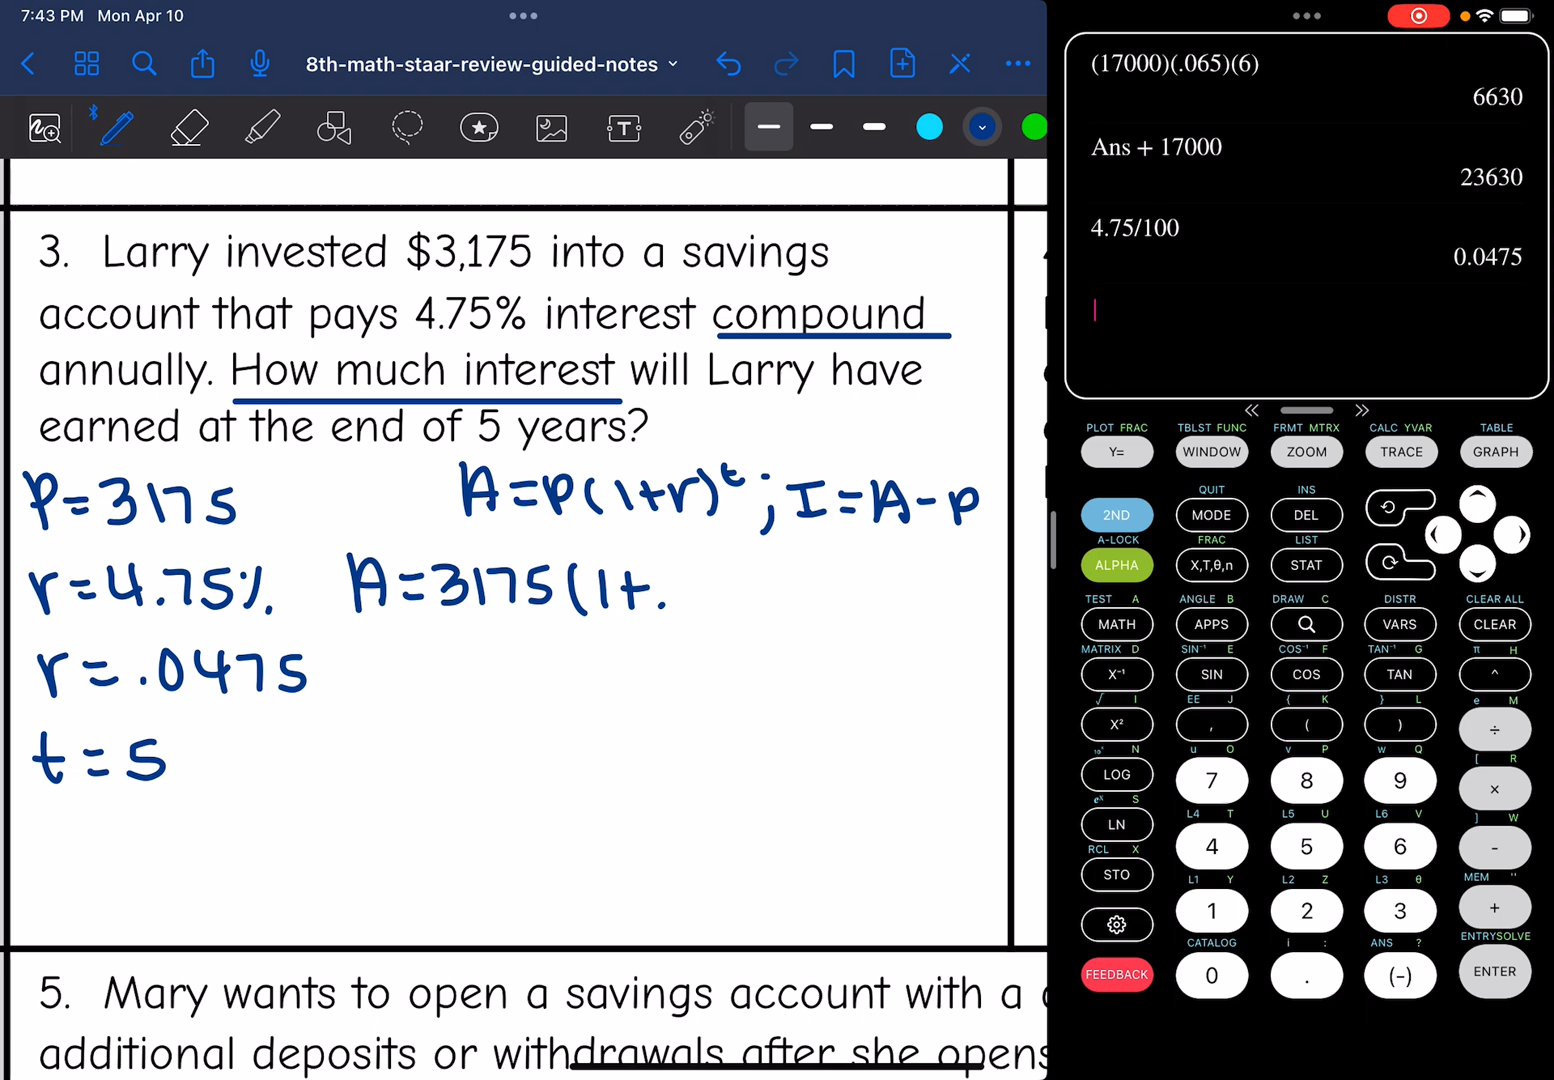 7:43 PM Mon Apr 10
8th-math-staar-review-guided-notes
3. Larry invested $3,175 into a savings
account that pays 4.75% interest compound
annually. How much interest will Larry have
earned at the end of 5 years?
P=3175
A=P(1+r)^t; I=A-P
r=4.75%
A=3175(1+.
r=.0475
t=5
5. Mary wants to open a savings account with a
additional deposits or withdrawals after she opens
(17000)(.065)(6)
6630
Ans + 17000
23630
4.75/100
0.0475
PLOT FRAC TBLST FUNC FRMT MTRX CALC YVAR TABLE
Y= WINDOW ZOOM TRACE GRAPH
QUIT INS
2ND MODE DEL
A-LOCK FRAC LIST
ALPHA X,T,θ,n STAT
TEST A ANGLE B DRAW C DISTR CLEAR ALL
MATH APPS VARS CLEAR
MATRIX D SIN⁻¹ E COS⁻¹ F TAN⁻¹ G π H
X⁻¹ SIN COS TAN ^
√ I EE J { K } L e M
X² , ( ) ÷
10ˣ N u O v P w Q [ R
LOG 7 8 9 ×
eˣ S L4 T L5 U L6 V ] W
LN 4 5 6 -
RCL X L1 Y L2 Z L3 θ MEM "
STO 1 2 3 +
CATALOG i : ANS ? ENTRY SOLVE
FEEDBACK 0 . (-) ENTER